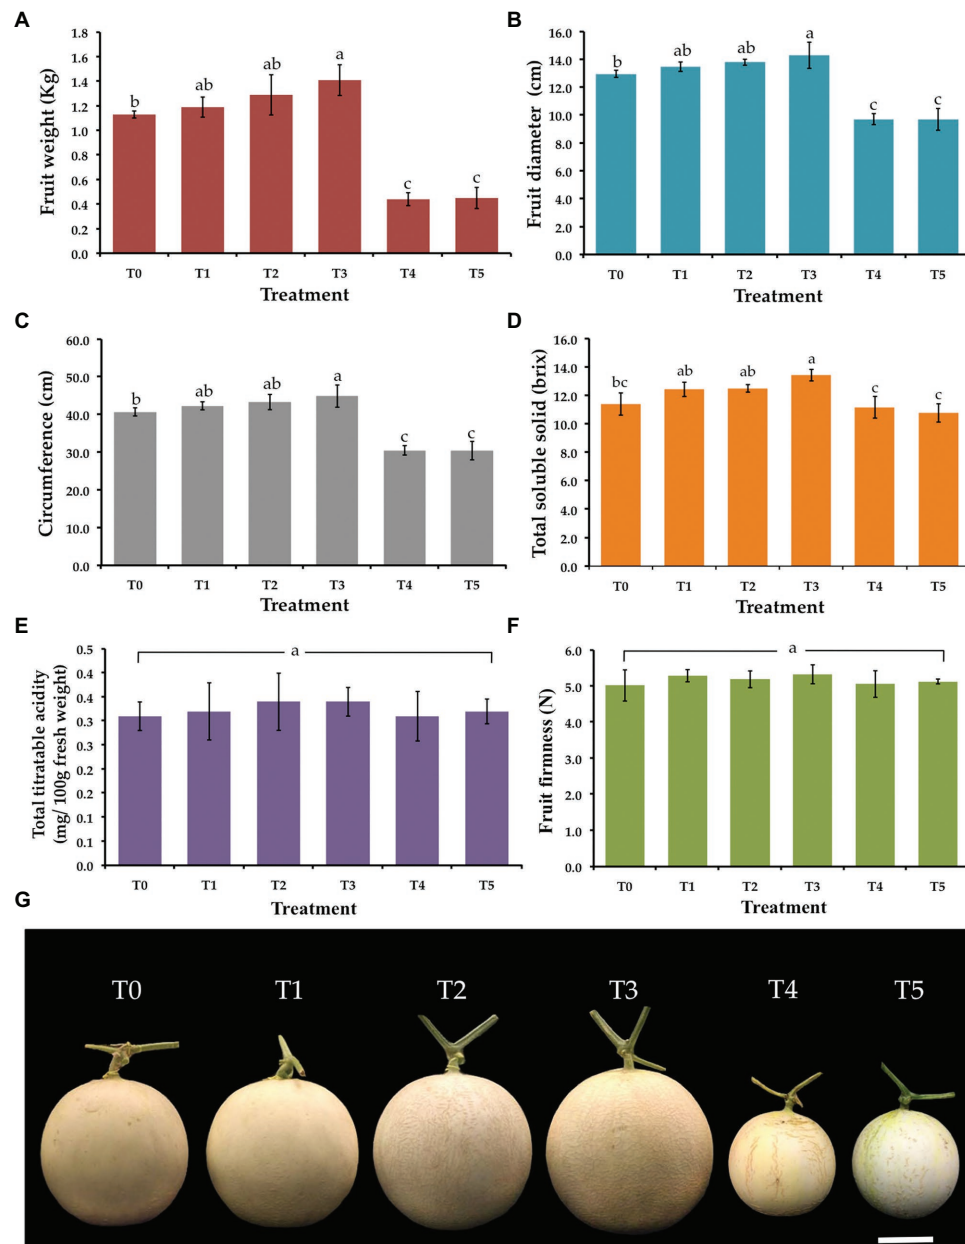 A
Fruit weight (Kg)
1.8
1.6
1.4
1.2
1.0
0.8
0.6
0.4
0.2
0.0
b
ab
ab
a
c
c
T0 T1 T2 T3 T4 T5
Treatment
B
Fruit diameter (cm)
16.0
14.0
12.0
10.0
8.0
6.0
4.0
2.0
0.0
b
ab
ab
a
c
c
T0 T1 T2 T3 T4 T5
Treatment
C
Circumference (cm)
60.0
50.0
40.0
30.0
20.0
10.0
0.0
b
ab
ab
a
c
c
T0 T1 T2 T3 T4 T5
Treatment
D
Total soluble solid (brix)
16.0
14.0
12.0
10.0
8.0
6.0
4.0
2.0
0.0
bc
ab
ab
a
c
c
T0 T1 T2 T3 T4 T5
Treatment
E
Total titratable acidity
(mg/ 100g fresh weight)
0.5
0.4
0.4
0.3
0.3
0.2
0.2
0.1
0.1
0.0
a
T0 T1 T2 T3 T4 T5
Treatment
F
Fruit firmness (N)
6.0
5.0
4.0
3.0
2.0
1.0
0.0
a
T0 T1 T2 T3 T4 T5
Treatment
G
T0 T1 T2 T3 T4 T5